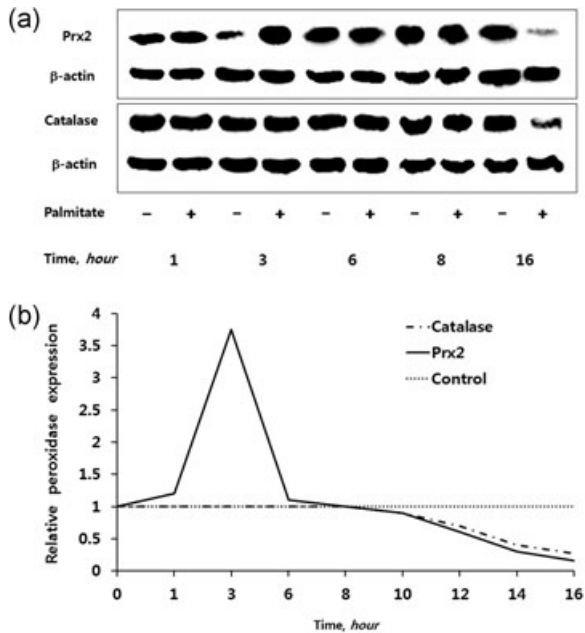 (a)
Prx2
β-actin
Catalase
β-actin
Palmitate – + – + – + – + – +
Time, hour 1 3 6 8 16
(b)
Relative peroxidase expression
4
3.5
3
2.5
2
1.5
1
0.5
0
Catalase
Prx2
Control
0 1 3 6 8 10 12 14 16
Time, hour